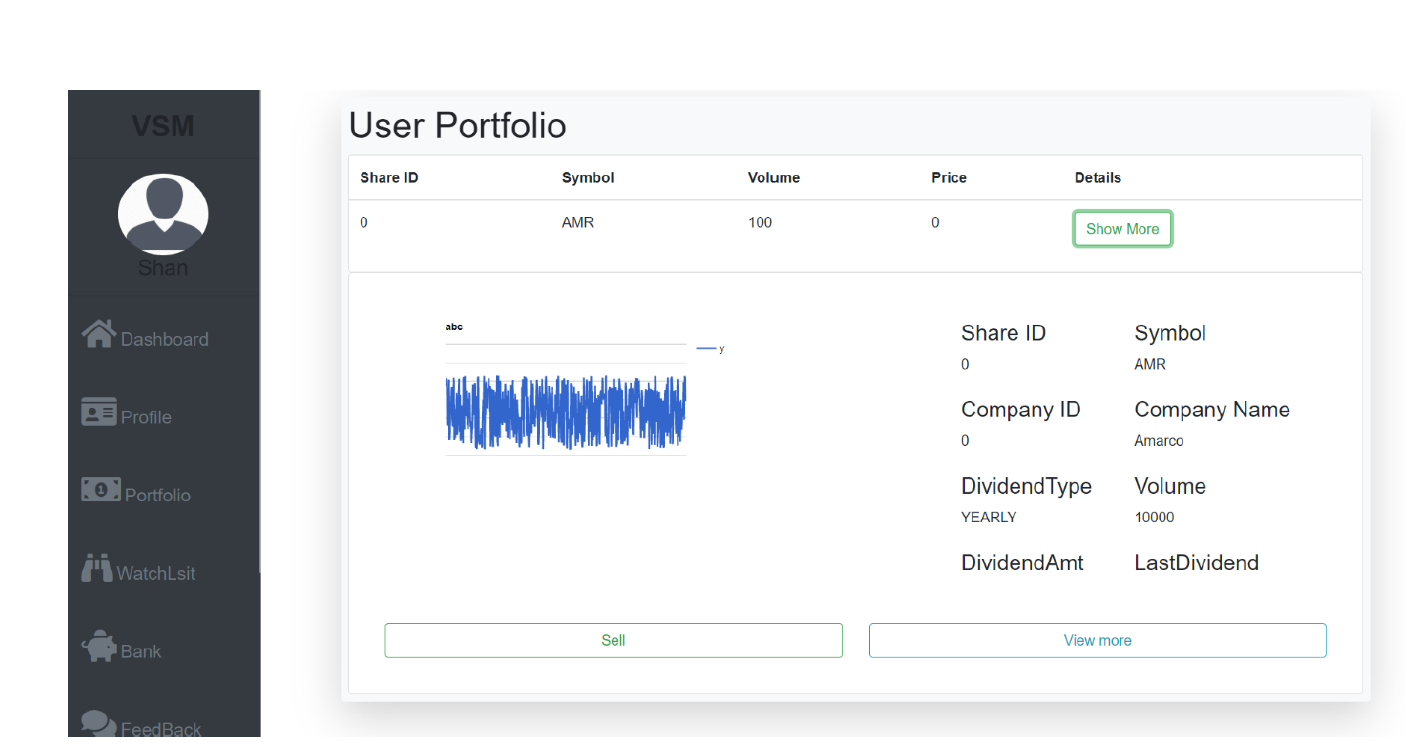 VSM
Shan
Dashboard
Profile
1
Portfolio
WatchLsit
Bank
FeedBack
User Portfolio
Share ID Symbol Volume Price Details
0 AMR 100 0 Show More
abc
y
Share ID Symbol
0 AMR
Company ID Company Name
0 Amarco
DividendType Volume
YEARLY 10000
DividendAmt LastDividend
Sell View more